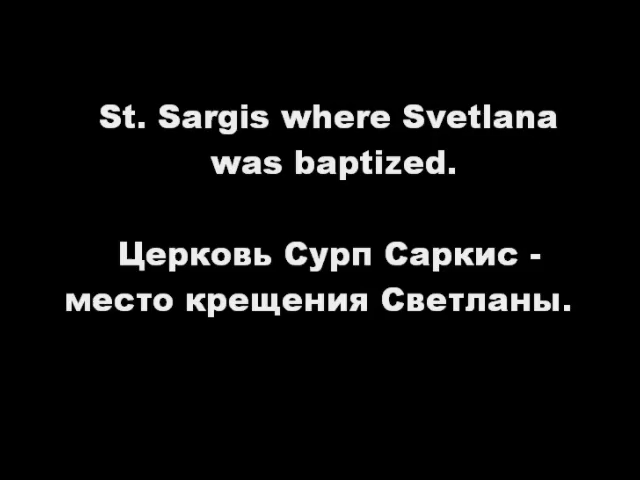 St. Sargis where Svetlana
was baptized.
Церковь Сурп Саркис -
место крещения Светланы.